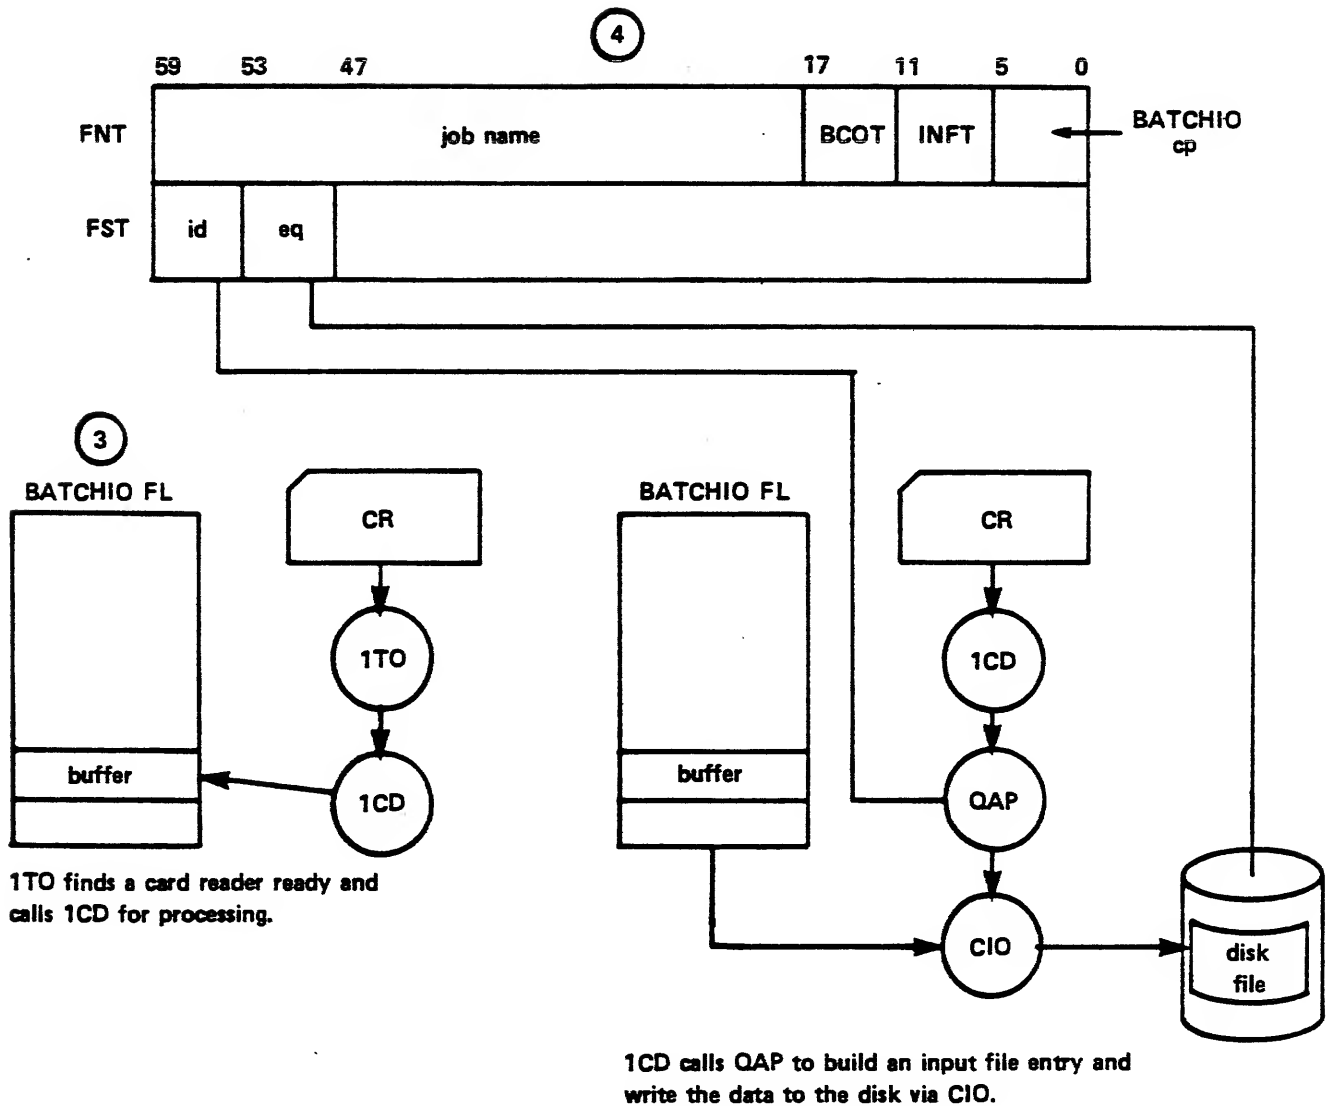 4
59 53 47 17 11 5 0
FNT job name BCOT INFT BATCHIO
cp
FST id eq
3
BATCHIO FL
CR
1TO
buffer
1CD
1TO finds a card reader ready and
calls 1CD for processing.
BATCHIO FL
CR
1CD
buffer
QAP
CIO
disk
file
1CD calls QAP to build an input file entry and
write the data to the disk via CIO.